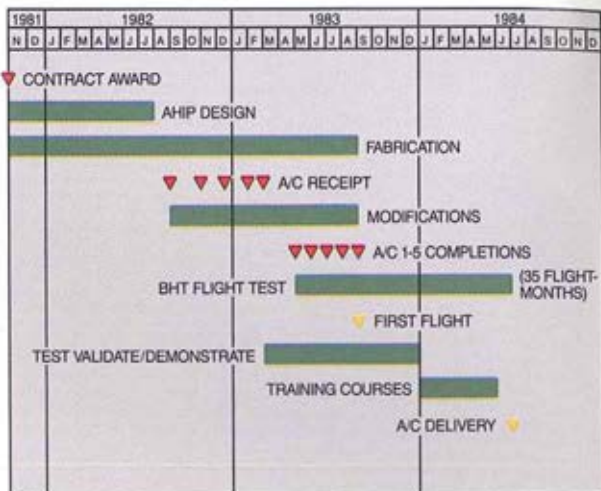 1981 1982 1983 1984
N D J F M A M J J A S O N D J F M A M J J A S O N D J F M A M J J A S O N D
CONTRACT AWARD
AHIP DESIGN
FABRICATION
A/C RECEIPT
MODIFICATIONS
A/C 1-5 COMPLETIONS
BHT FLIGHT TEST (35 FLIGHT-
MONTHS)
FIRST FLIGHT
TEST VALIDATE/DEMONSTRATE
TRAINING COURSES
A/C DELIVERY